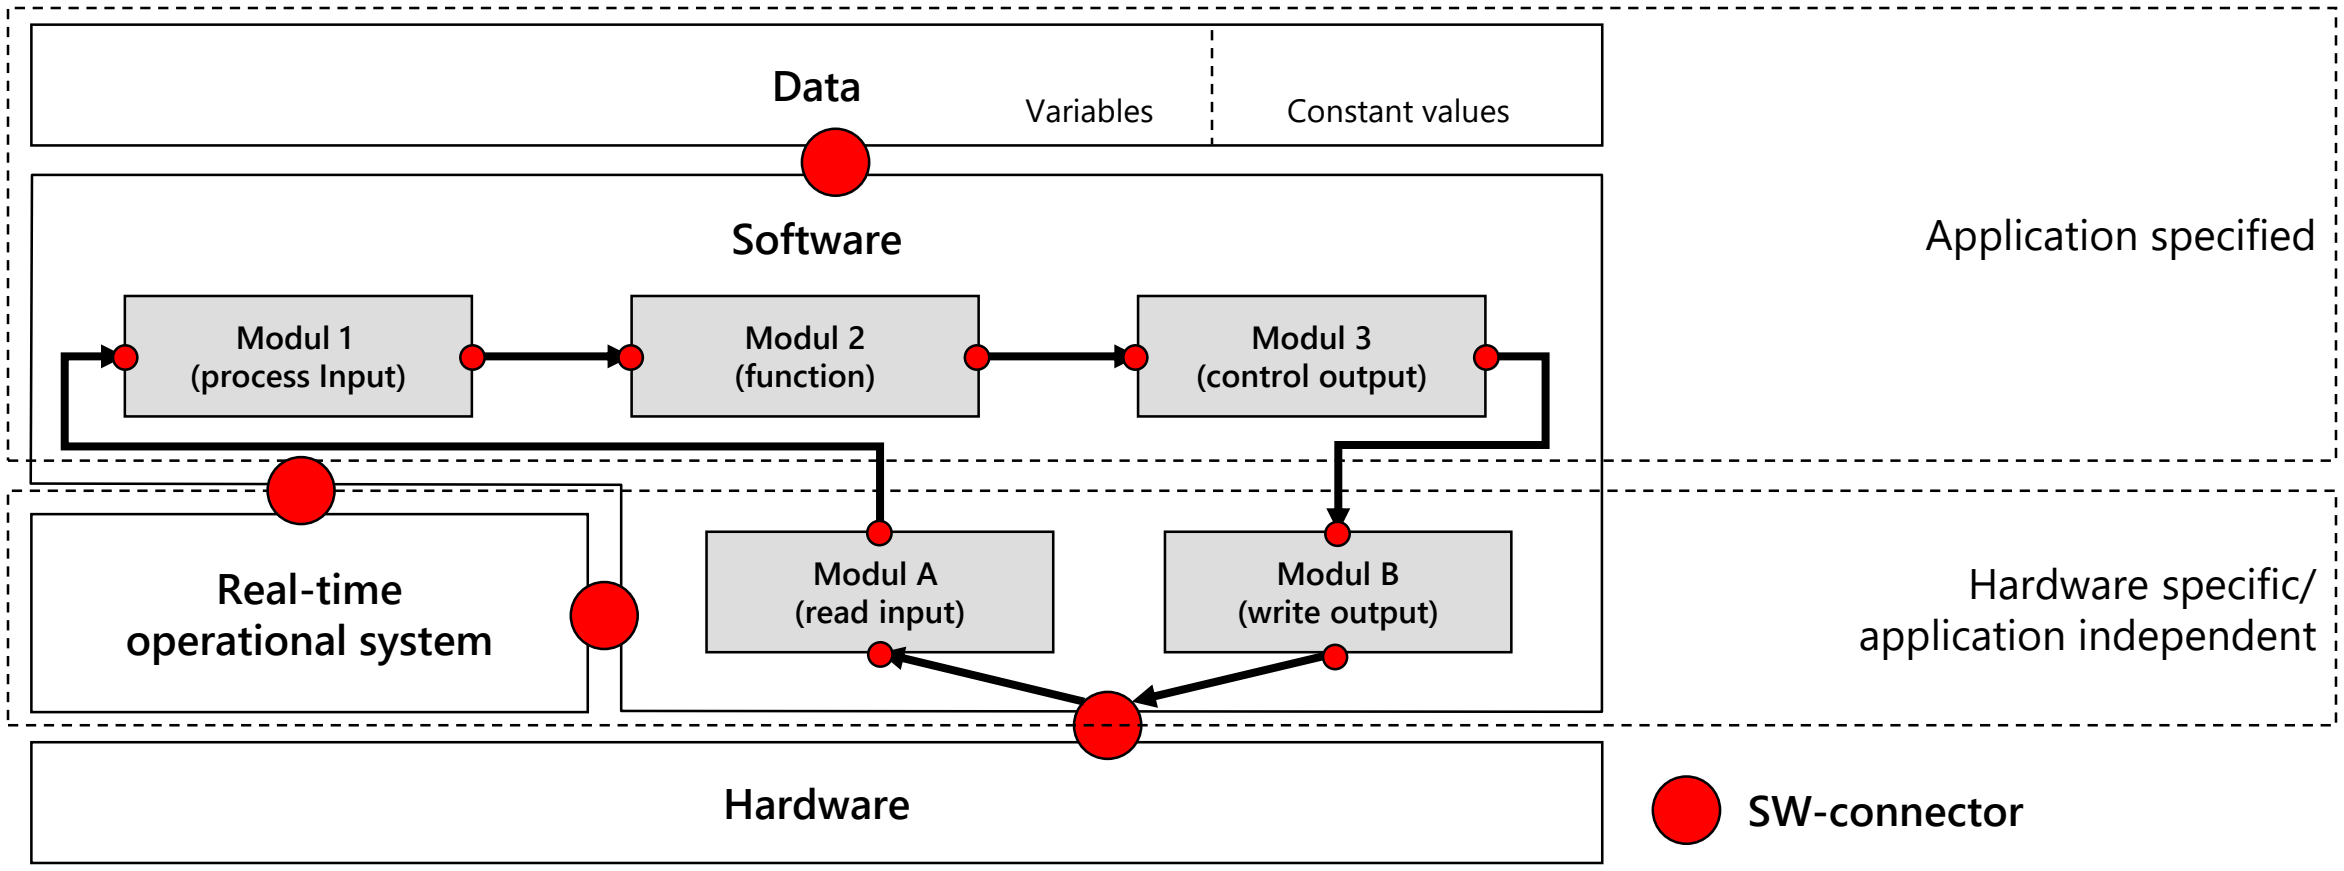 Data
Variables
Constant values
Software
Application specified
Modul 1
(process Input)
Modul 2
(function)
Modul 3
(control output)
Real-time
operational system
Modul A
(read input)
Modul B
(write output)
Hardware specific/
application independent
Hardware
SW-connector